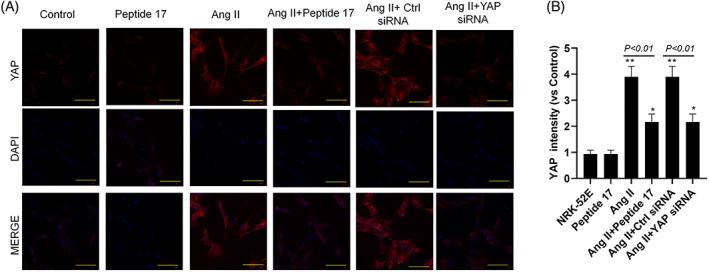 (A)
Control
Peptide 17
Ang II
Ang II+Peptide 17
Ang II+ Ctrl
siRNA
Ang II+YAP
siRNA
YAP
DAPI
MERGE
(B)
YAP intensity (vs Control)
5
4
3
2
1
0
P<0.01
P<0.01
**
*
**
*
NRK-52E
Peptide 17
Ang II
Ang II+Peptide 17
Ang II+Ctrl siRNA
Ang II+YAP siRNA